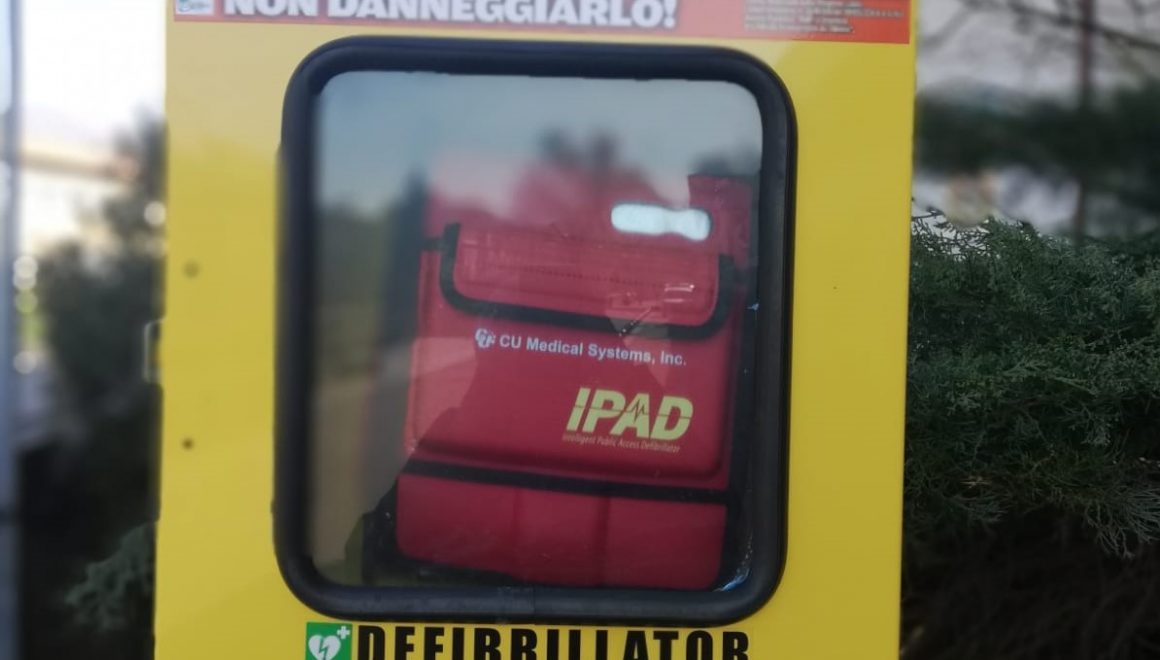 NON DANNEGGIARLO!
CU Medical Systems, Inc.
IPAD
Intelligent Public Access Defibrillator
DEFIBRILLATOR